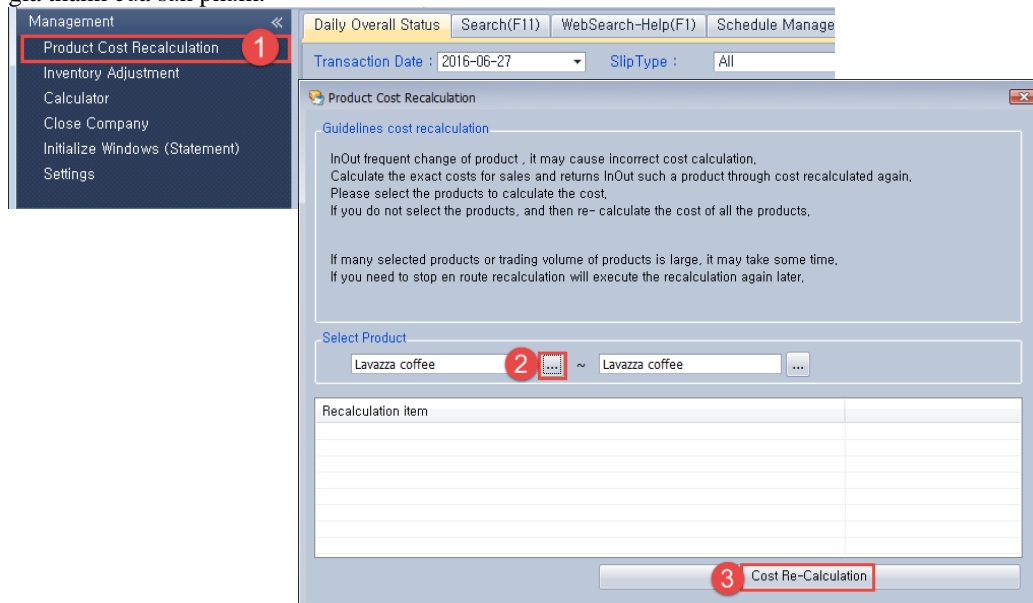 giá thành của sản phẩm.
Management «
Product Cost Recalculation 1
Inventory Adjustment
Calculator
Close Company
Initialize Windows (Statement)
Settings
Daily Overall Status Search(F11) WebSearch-Help(F1) Schedule Manage
Transaction Date : 2016-06-27 SlipType : All
Product Cost Recalculation
Guidelines cost recalculation
InOut frequent change of product , it may cause incorrect cost calculation,
Calculate the exact costs for sales and returns InOut such a product through cost recalculated again,
Please select the products to calculate the cost,
If you do not select the products, and then re- calculate the cost of all the products,
If many selected products or trading volume of products is large, it may take some time,
If you need to stop en route recalculation will execute the recalculation again later,
Select Product
Lavazza coffee 2 ... ~ Lavazza coffee ...
Recalculation item
3 Cost Re-Calculation